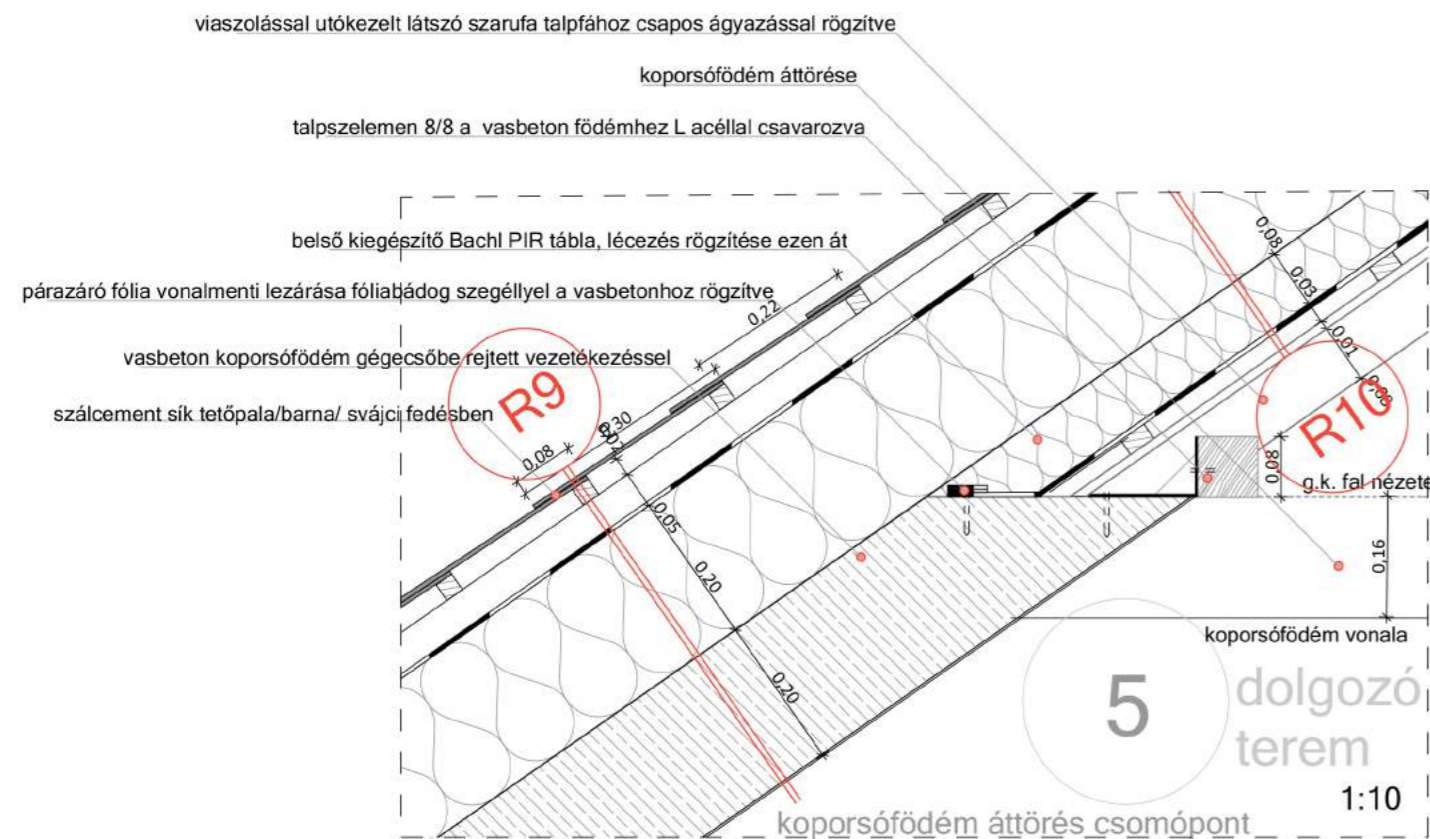 viaszolással utókezelt látszó szarufa talpfához csapos ágyazással rögzítve
koporsófödém áttörése
talpszelemen 8/8 a vasbeton födémhez L acéllal csavarozva
belső kiegészítő Bachl PIR tábla, lécezés rögzítése ezen át
párazáró fólia vonalmenti lezárása fóliabádog szegéllyel a vasbetonhoz rögzítve
vasbeton koporsófödém gégecsőbe rejtett vezetékezéssel
szálcement sík tetőpala/barna/ svájci fedésben
R9
R10
0,22
0,30
0,08
0,05
0,20
0,20
0,08
0,03
0,01
0,08
0,08
g.k. fal nézete
0,16
koporsófödém vonala
5
dolgozó
terem
1:10
koporsófödém áttörés csomópont